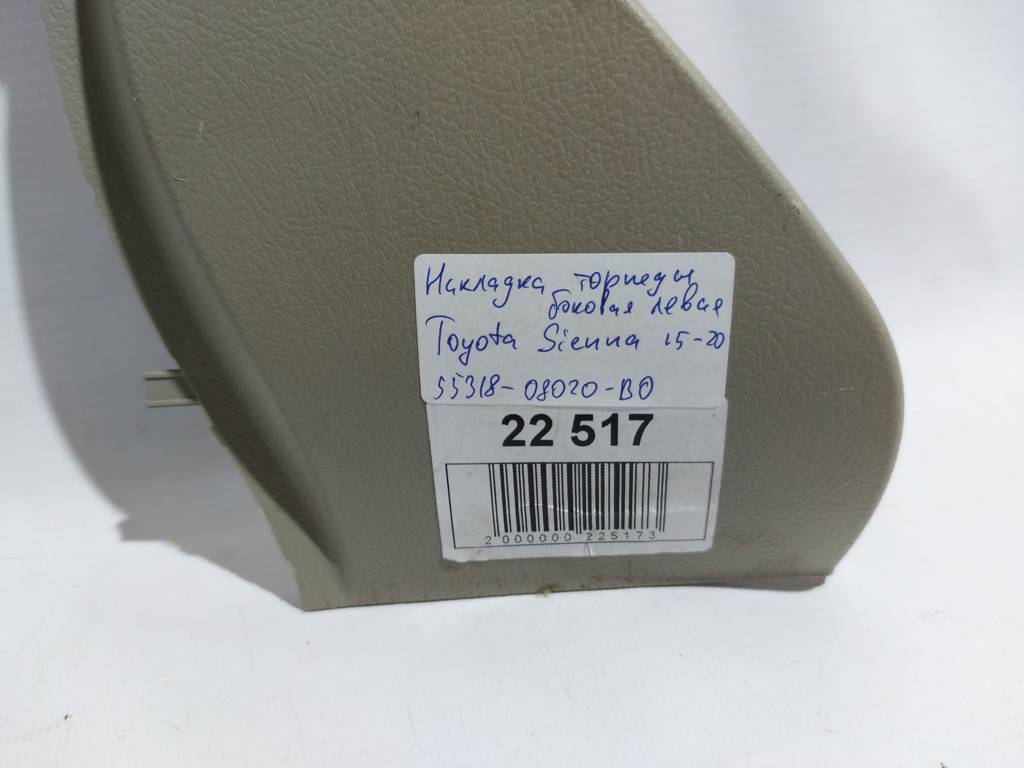 Накладка торпеды
боковая левая
Toyota Sienna 15-20
55318-08020-B0
22 517
2 000000 225173